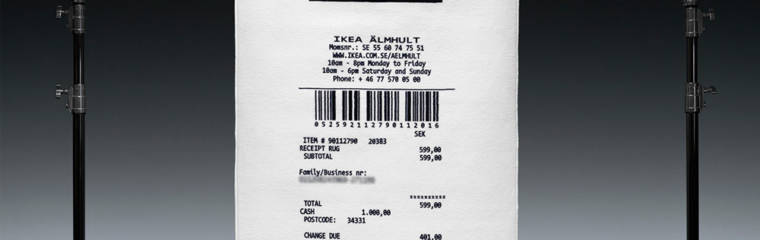 IKEA ÄLMHULT
Momsnr.: SE 55 60 74 75 51
WWW.IKEA.COM.SE/AELMHULT
10am - 8pm Monday to Friday
10am - 6pm Saturday and Sunday
Phone: + 46 77 570 05 00
052592112790112016
SEK
ITEM # 90112790 20383
RECEIPT RUG 599,00
SUBTOTAL 599,00
Family/Business nr:
**********
TOTAL 599,00
CASH 1.000,00
POSTCODE: 34331
CHANGE DUE 401.00